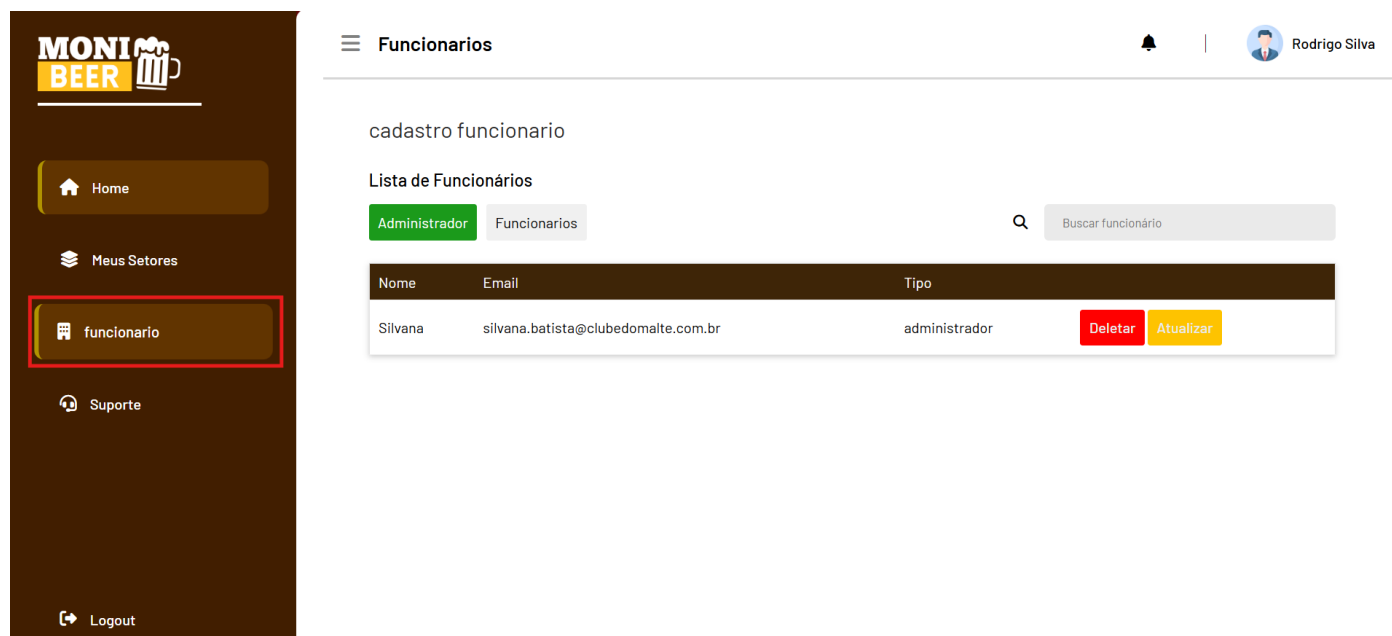 MONI
BEER
Home
Meus Setores
funcionario
Suporte
Logout
Funcionarios
Rodrigo Silva
cadastro funcionario
Lista de Funcionários
Administrador Funcionarios Buscar funcionário
Nome Email Tipo
Silvana silvana.batista@clubedomalte.com.br administrador Deletar Atualizar